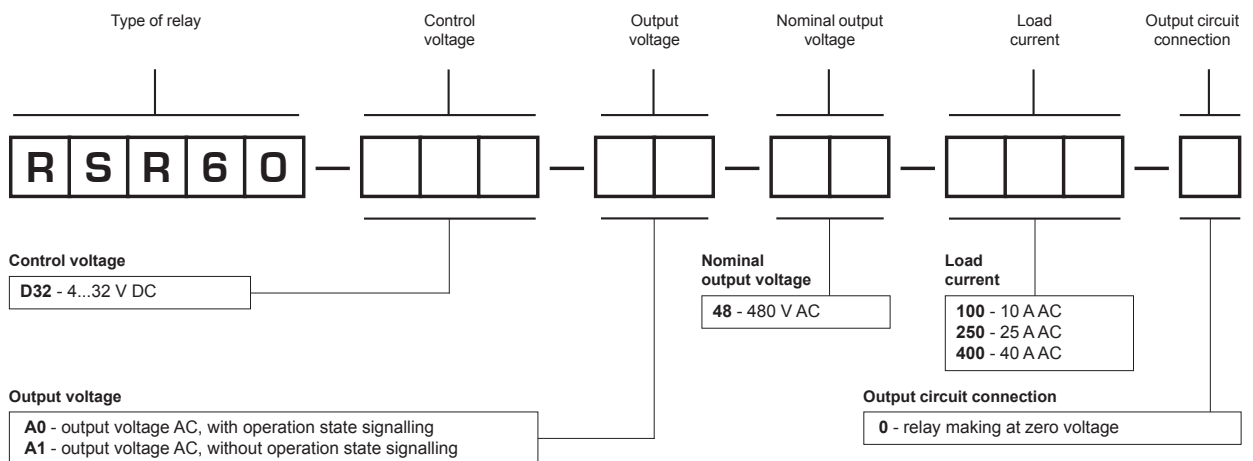 Type of relay
Control
voltage
Output
voltage
Nominal output
voltage
Load
current
Output circuit
connection
RSR60 — — — — —
Control voltage
D32 - 4...32 V DC
Nominal
output voltage
48 - 480 V AC
Load
current
100 - 10 A AC
250 - 25 A AC
400 - 40 A AC
Output voltage
A0 - output voltage AC, with operation state signalling
A1 - output voltage AC, without operation state signalling
Output circuit connection
0 - relay making at zero voltage